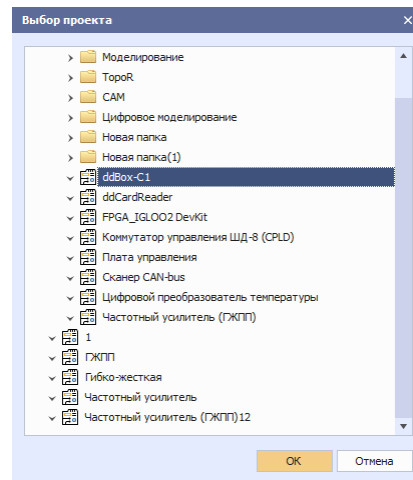 Выбор проекта
Моделирование
TopoR
CAM
Цифровое моделирование
Новая папка
Новая папка(1)
ddBox-C1
ddCardReader
FPGA_IGLOO2 DevKit
Коммутатор управления ШД-8 (CPLD)
Плата управления
Сканер CAN-bus
Цифровой преобразователь температуры
Частотный усилитель (ГЖПП)
1
ГЖПП
Гибко-жесткая
Частотный усилитель
Частотный усилитель (ГЖПП)12
ОК Отмена